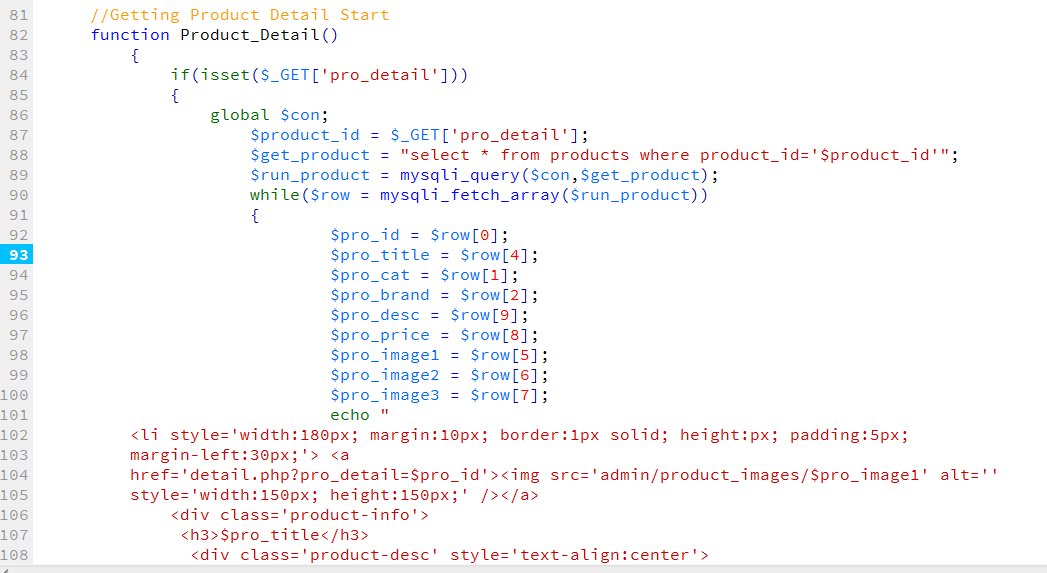 81 //Getting Product Detail Start
82 function Product_Detail()
83 {
84 if(isset($_GET['pro_detail']))
85 {
86 global $con;
87 $product_id = $_GET['pro_detail'];
88 $get_product = "select * from products where product_id='$product_id'";
89 $run_product = mysqli_query($con,$get_product);
90 while($row = mysqli_fetch_array($run_product))
91 {
92 $pro_id = $row[0];
93 $pro_title = $row[4];
94 $pro_cat = $row[1];
95 $pro_brand = $row[2];
96 $pro_desc = $row[9];
97 $pro_price = $row[8];
98 $pro_image1 = $row[5];
99 $pro_image2 = $row[6];
100 $pro_image3 = $row[7];
101 echo "
102 <li style='width:180px; margin:10px; border:1px solid; height:px; padding:5px;
103 margin-left:30px;'> <a
104 href='detail.php?pro_detail=$pro_id'><img src='admin/product_images/$pro_image1' alt=''
105 style='width:150px; height:150px;' /></a>
106 <div class='product-info'>
107 <h3>$pro_title</h3>
108 <div class='product-desc' style='text-align:center'>